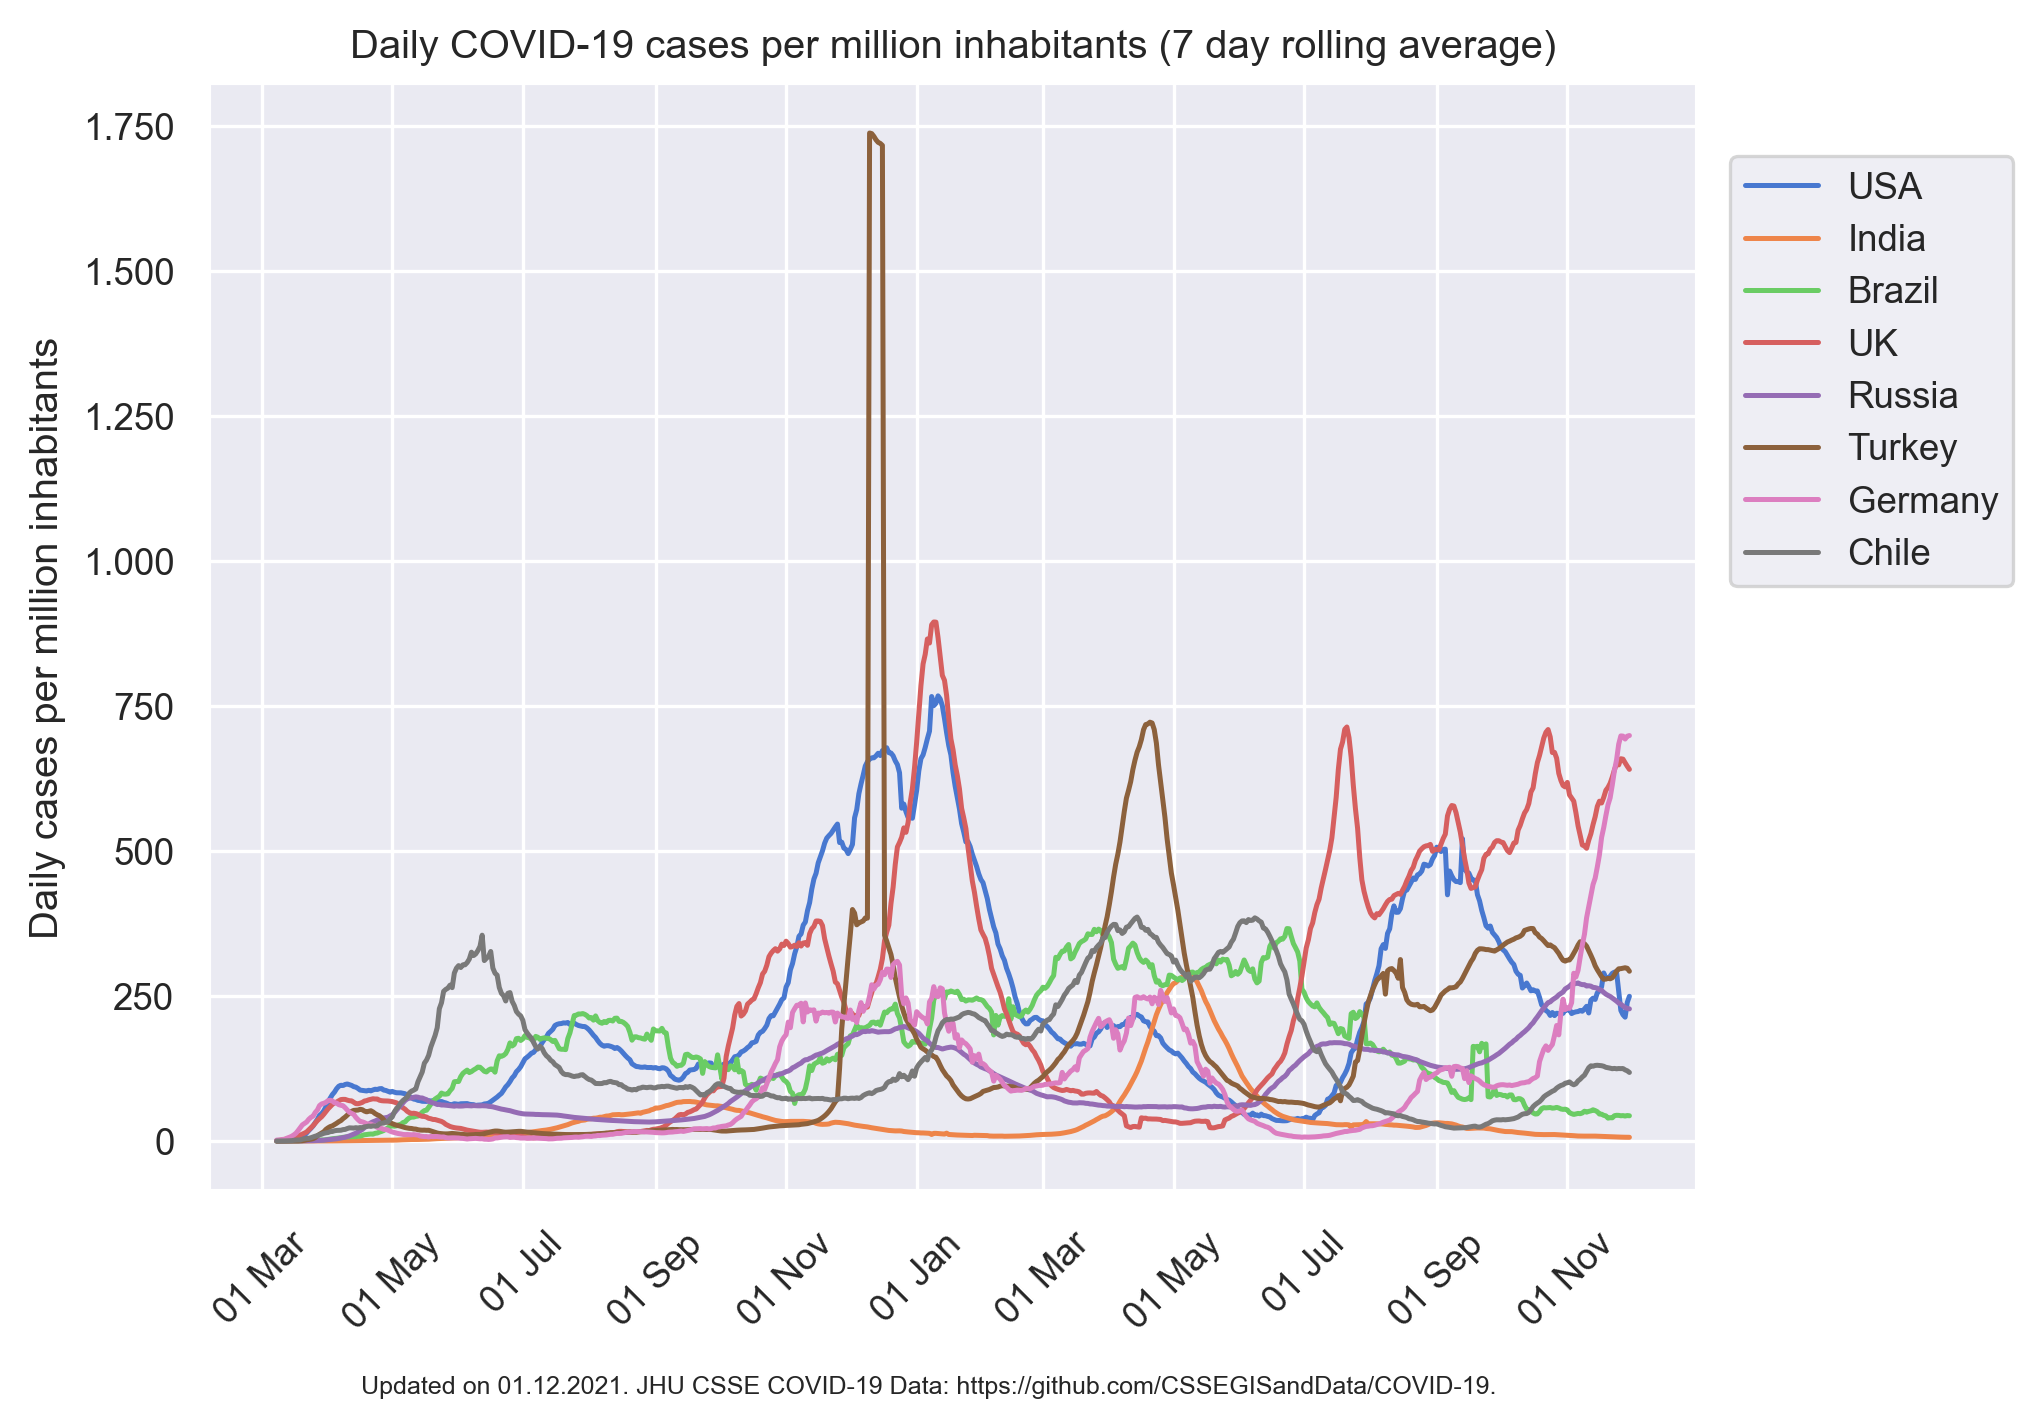 Daily COVID-19 cases per million inhabitants (7 day rolling average)
Daily cases per million inhabitants
1.750
1.500
1.250
1.000
750
500
250
0
01 Mar
01 May
01 Jul
01 Sep
01 Nov
01 Jan
01 Mar
01 May
01 Jul
01 Sep
01 Nov
USA
India
Brazil
UK
Russia
Turkey
Germany
Chile
Updated on 01.12.2021. JHU CSSE COVID-19 Data: https://github.com/CSSEGISandData/COVID-19.